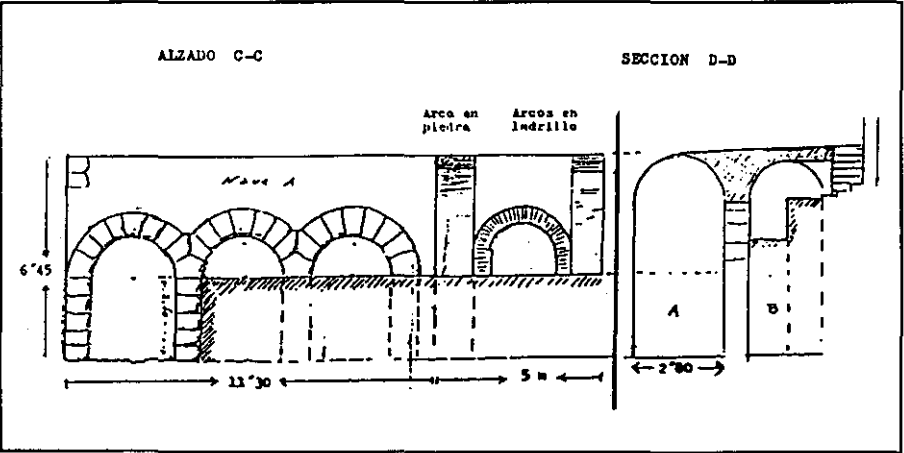 ALZADO C-C
SECCION D-D
Arco en
piedra
Arcos en
ladrillo
Nave A
6"45
A
B
11"30
5 m
2"80